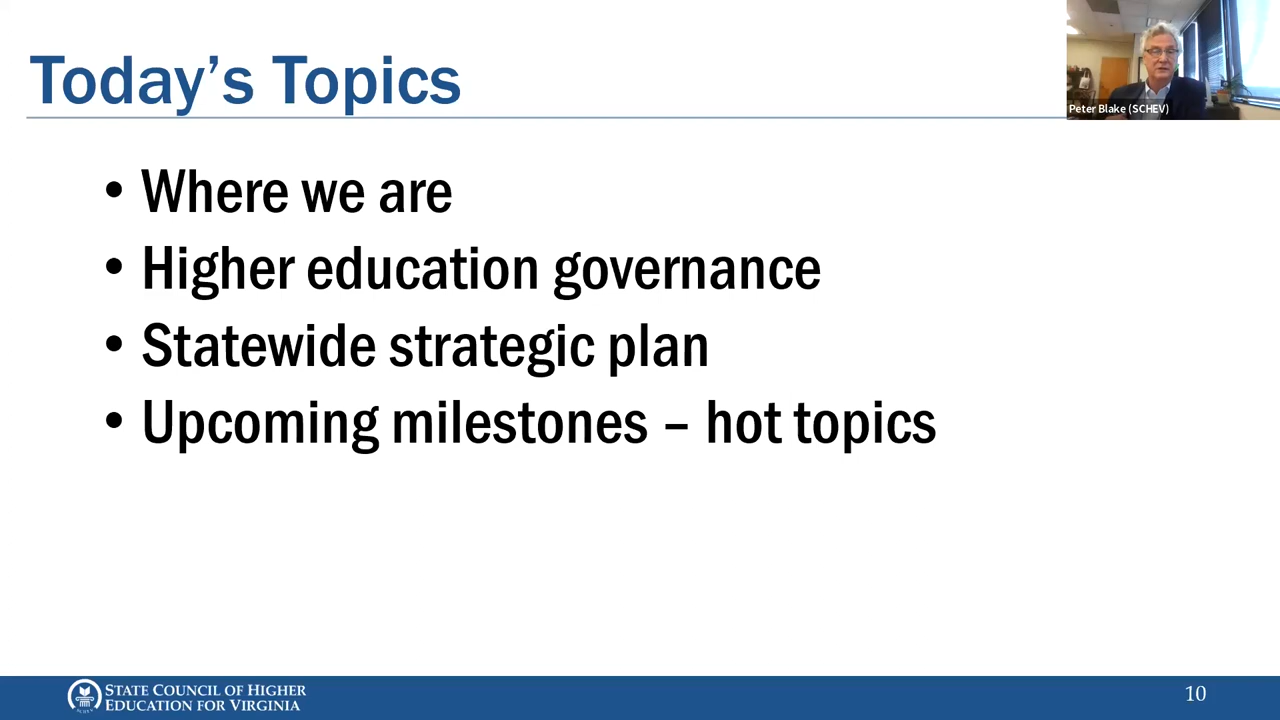 Today's Topics
Peter Blake (SCHEV)
• Where we are
• Higher education governance
• Statewide strategic plan
• Upcoming milestones – hot topics
STATE COUNCIL OF HIGHER
EDUCATION FOR VIRGINIA
SCHEV
10